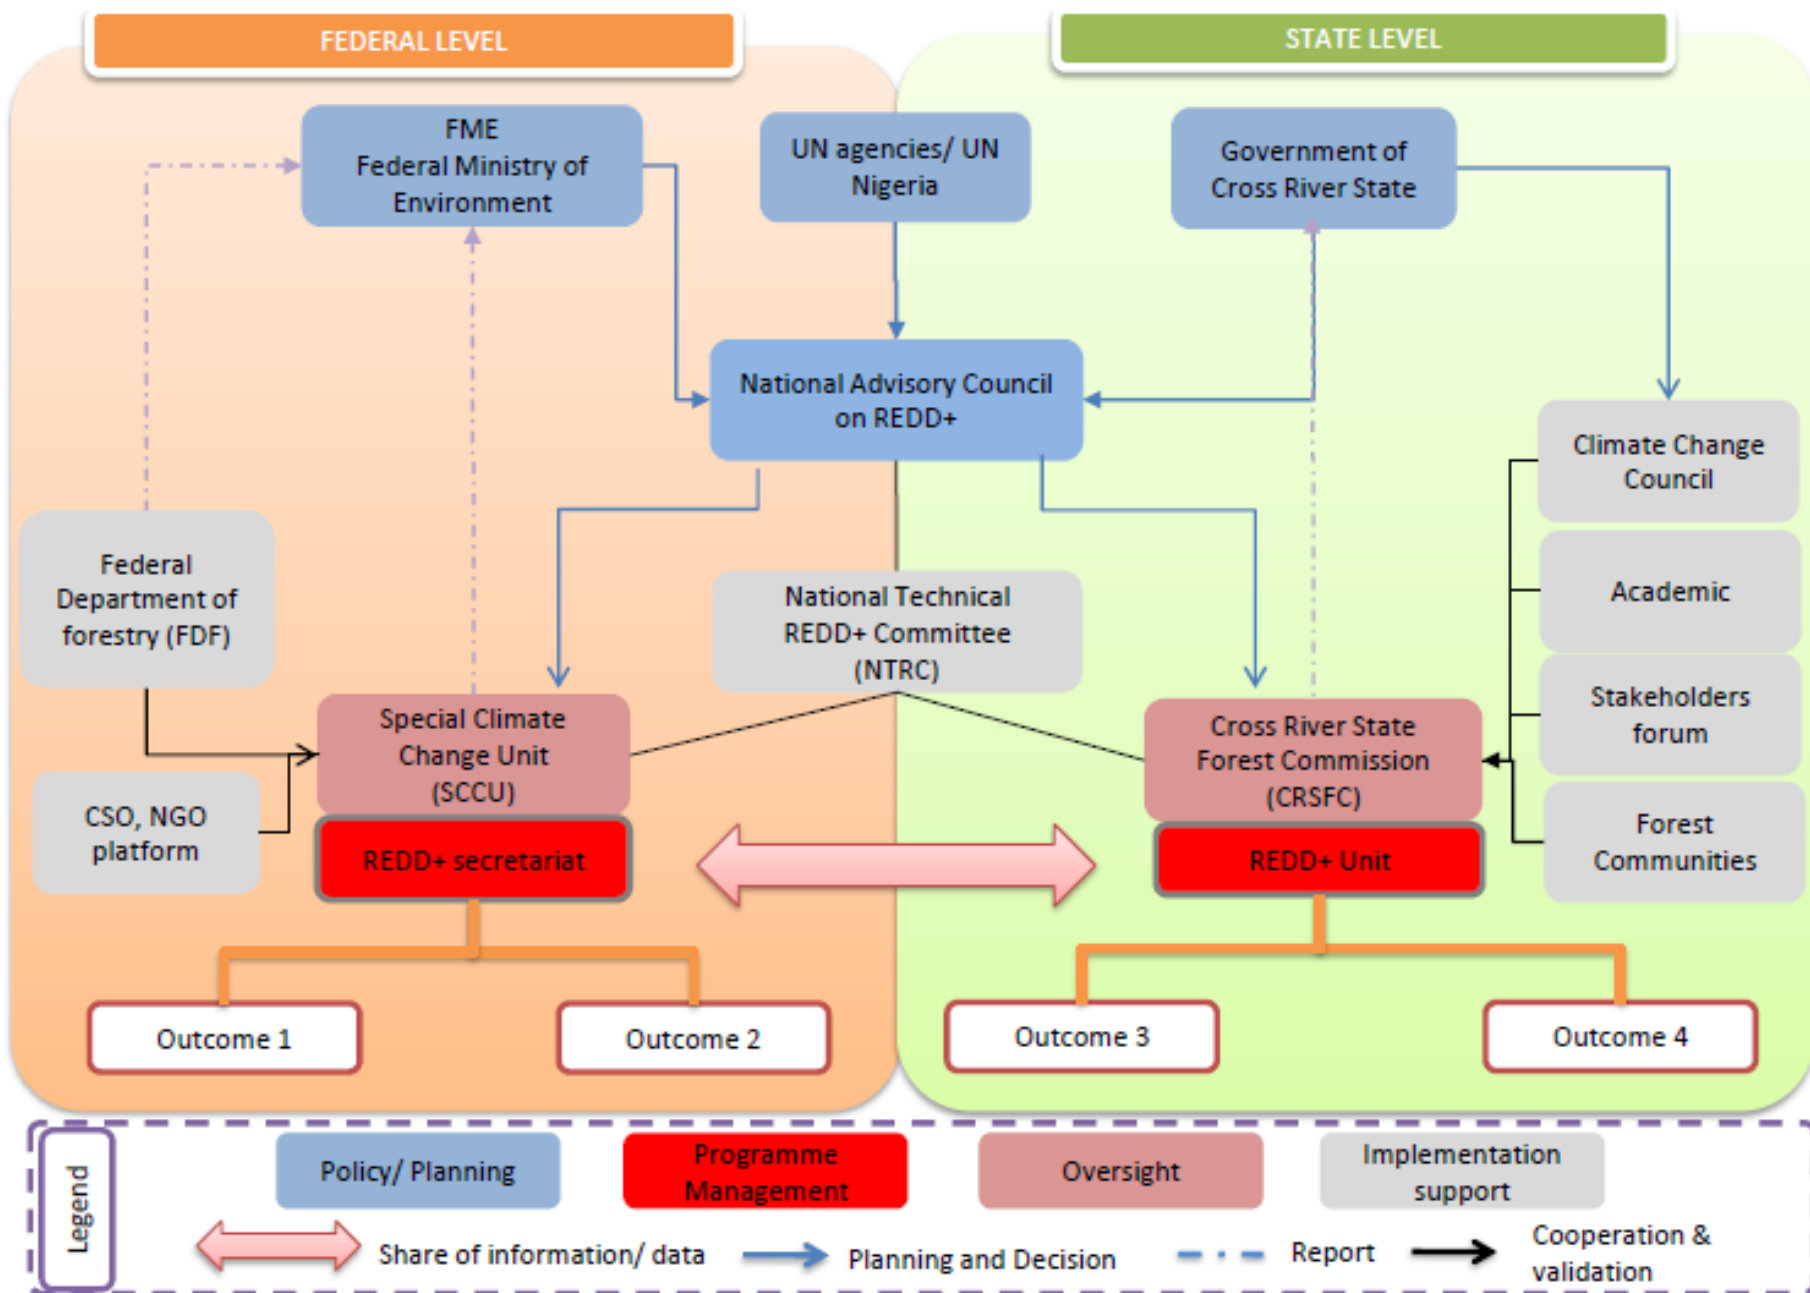 FEDERAL LEVEL
STATE LEVEL
FME
Federal Ministry of
Environment
UN agencies/ UN
Nigeria
Government of
Cross River State
National Advisory Council
on REDD+
Climate Change
Council
Federal
Department of
forestry (FDF)
National Technical
REDD+ Committee
(NTRC)
Academic
Stakeholders
forum
Special Climate
Change Unit
(SCCU)
Cross River State
Forest Commission
(CRSFC)
CSO, NGO
platform
REDD+ secretariat
REDD+ Unit
Forest
Communities
Outcome 1
Outcome 2
Outcome 3
Outcome 4
Legend
Policy/ Planning
Programme
Management
Oversight
Implementation
support
Share of information/ data
Planning and Decision
Report
Cooperation &
validation